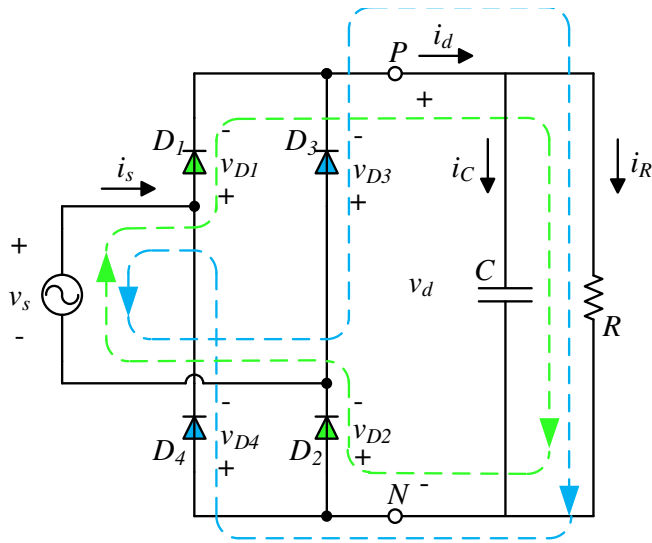 P
i_d
+
D_1
-
v_D1
+
D_3
-
v_D3
+
i_C
i_R
i_s
+
v_s
-
v_d
C
R
D_4
-
v_D4
+
D_2
-
v_D2
+
N
-